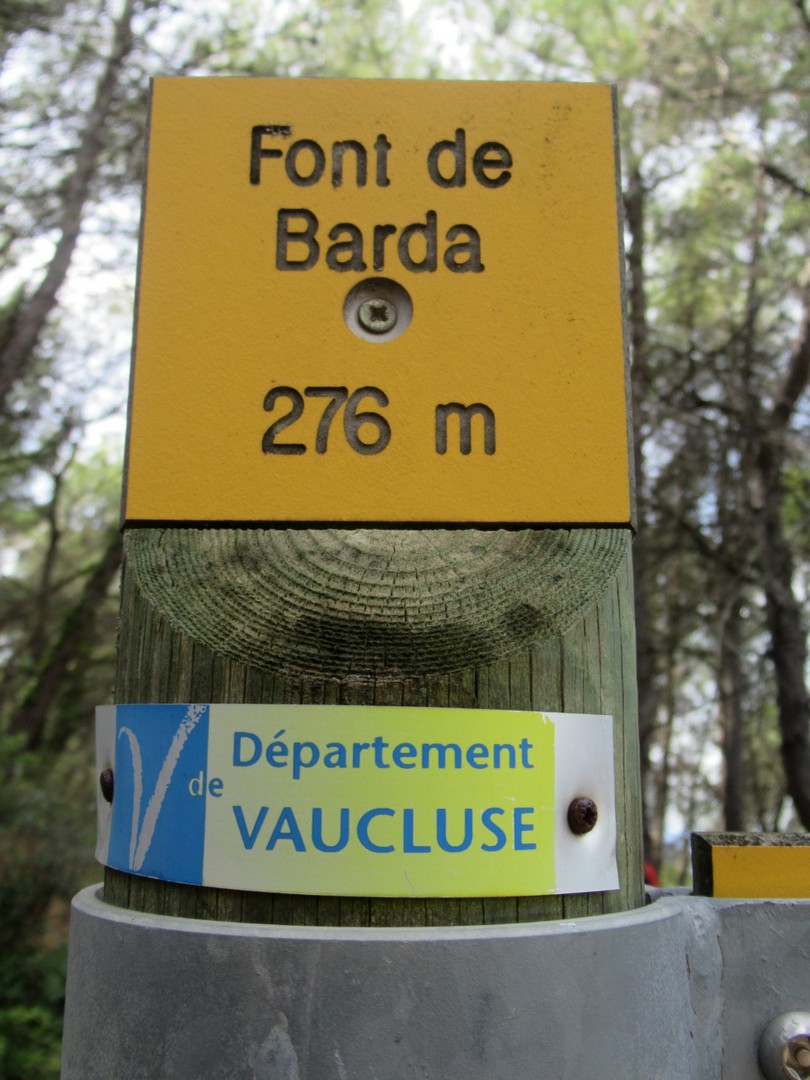 Font de
Barda
276 m
Département
de
VAUCLUSE